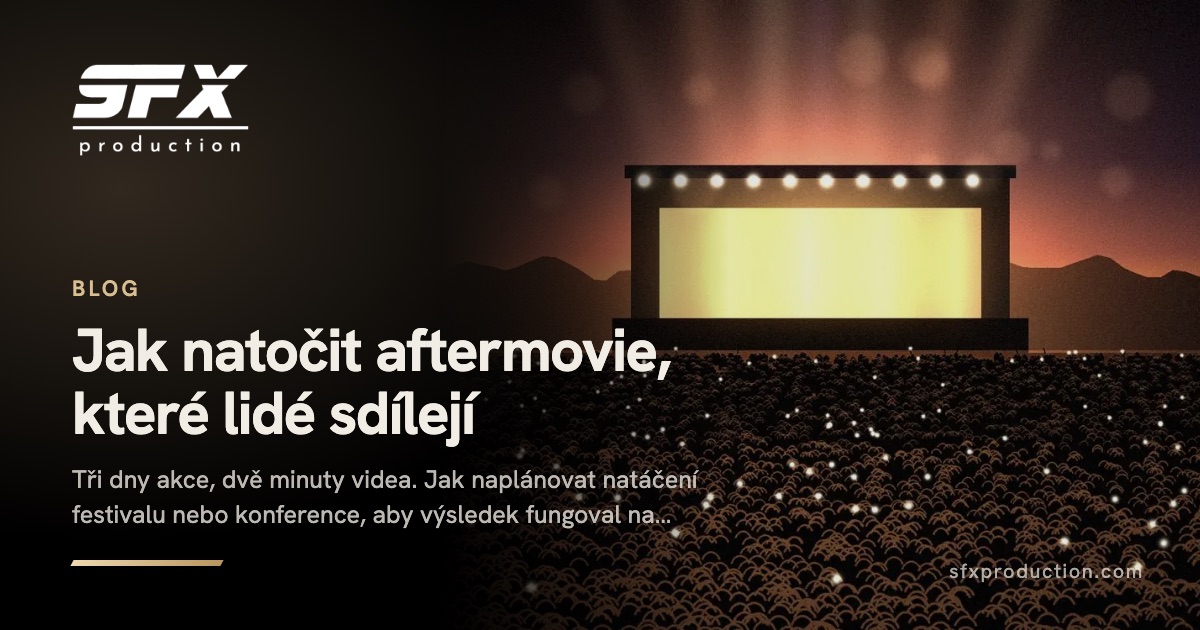 SFX
production
BLOG
Jak natočit aftermovie,
které lidé sdílejí
Tři dny akce, dvě minuty videa. Jak naplánovat natáčení
festivalu nebo konference, aby výsledek fungoval na...
sfxproduction.com